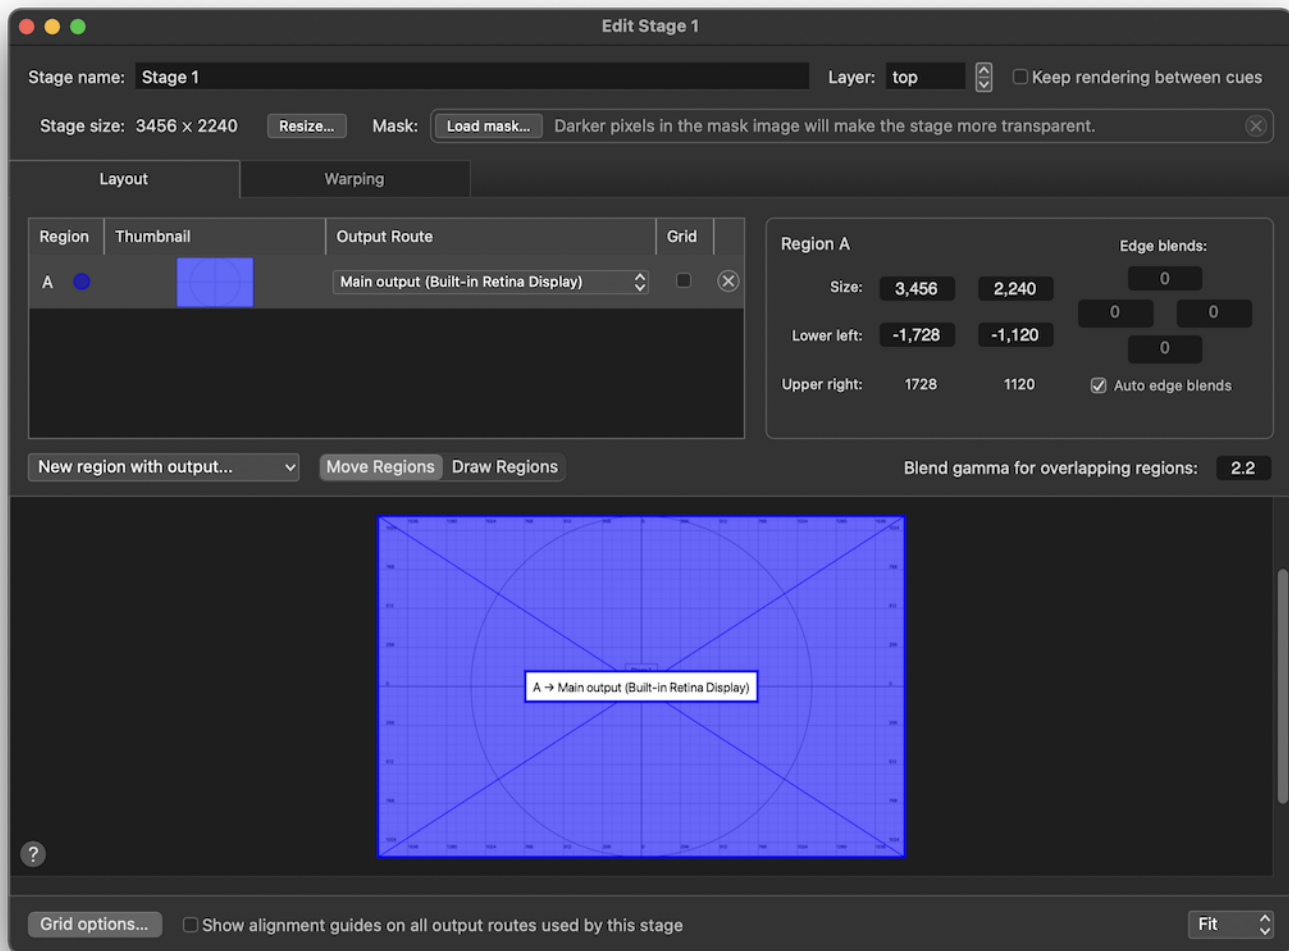 Edit Stage 1
Stage name: Stage 1 Layer: top Keep rendering between cues
Stage size: 3456 × 2240 Resize... Mask: Load mask... Darker pixels in the mask image will make the stage more transparent.
Layout Warping
Region Thumbnail Output Route Grid
A Main output (Built-in Retina Display)
Region A Edge blends:
0
Size: 3,456 2,240
0 0
Lower left: -1,728 -1,120
0
Upper right: 1728 1120 Auto edge blends
New region with output... Move Regions Draw Regions Blend gamma for overlapping regions: 2.2
A → Main output (Built-in Retina Display)
?
Grid options... Show alignment guides on all output routes used by this stage Fit